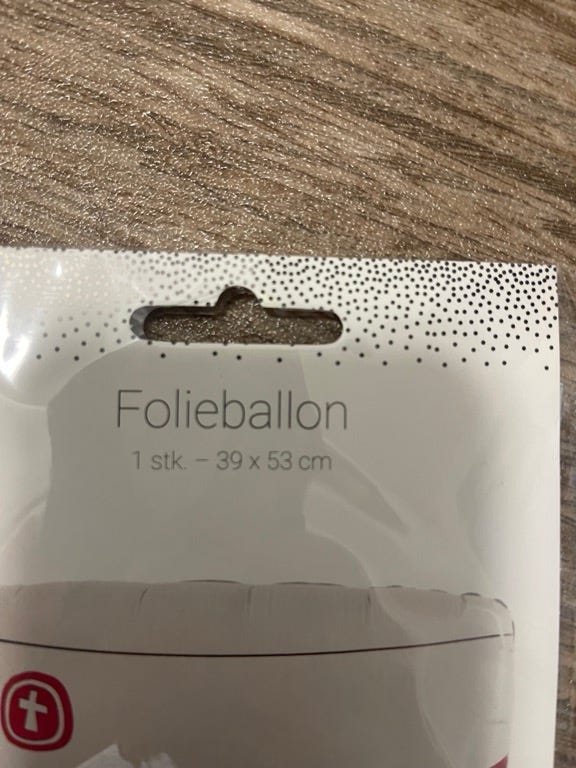 Folieballon
1 stk. – 39 x 53 cm